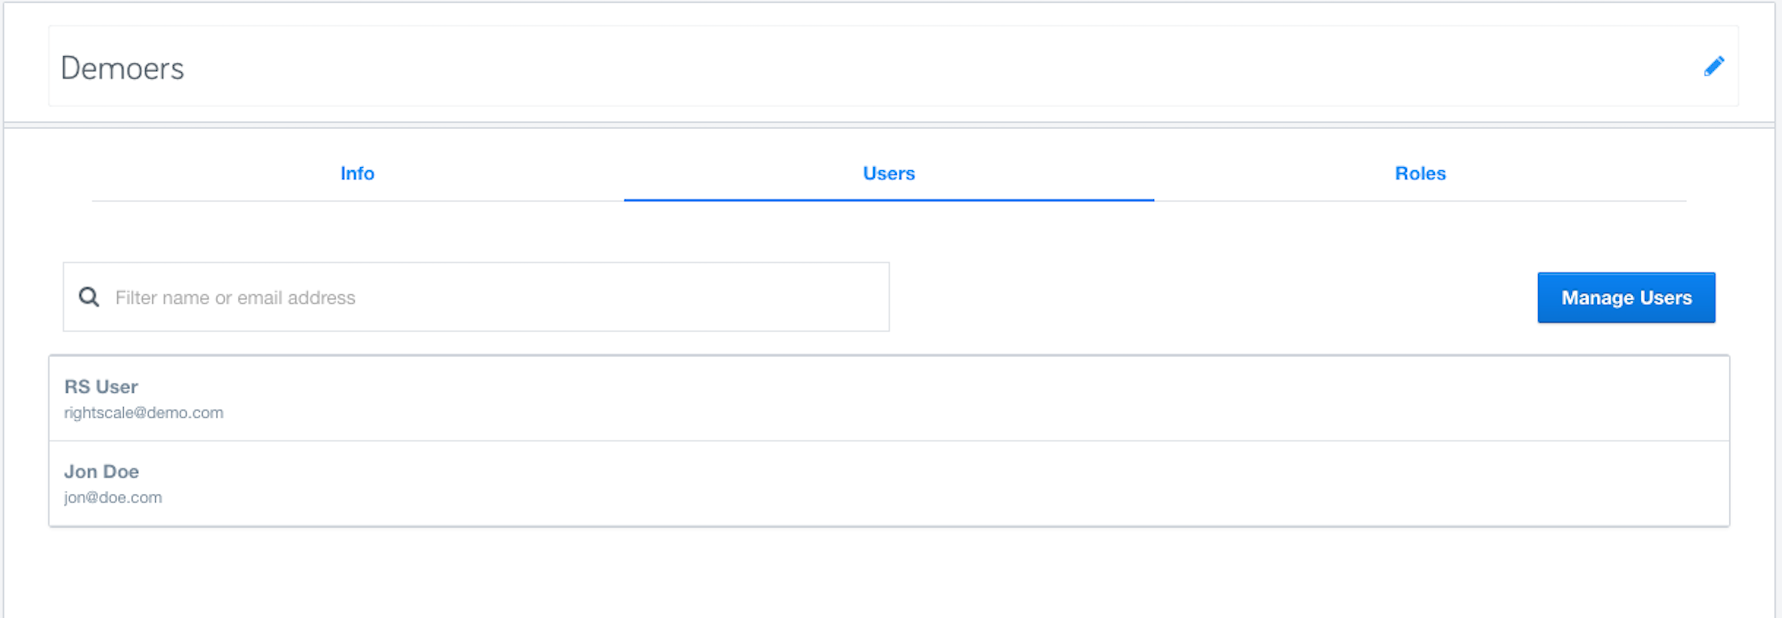 Demoers
Info Users Roles
Filter name or email address
Manage Users
RS User
rightscale@demo.com
Jon Doe
jon@doe.com